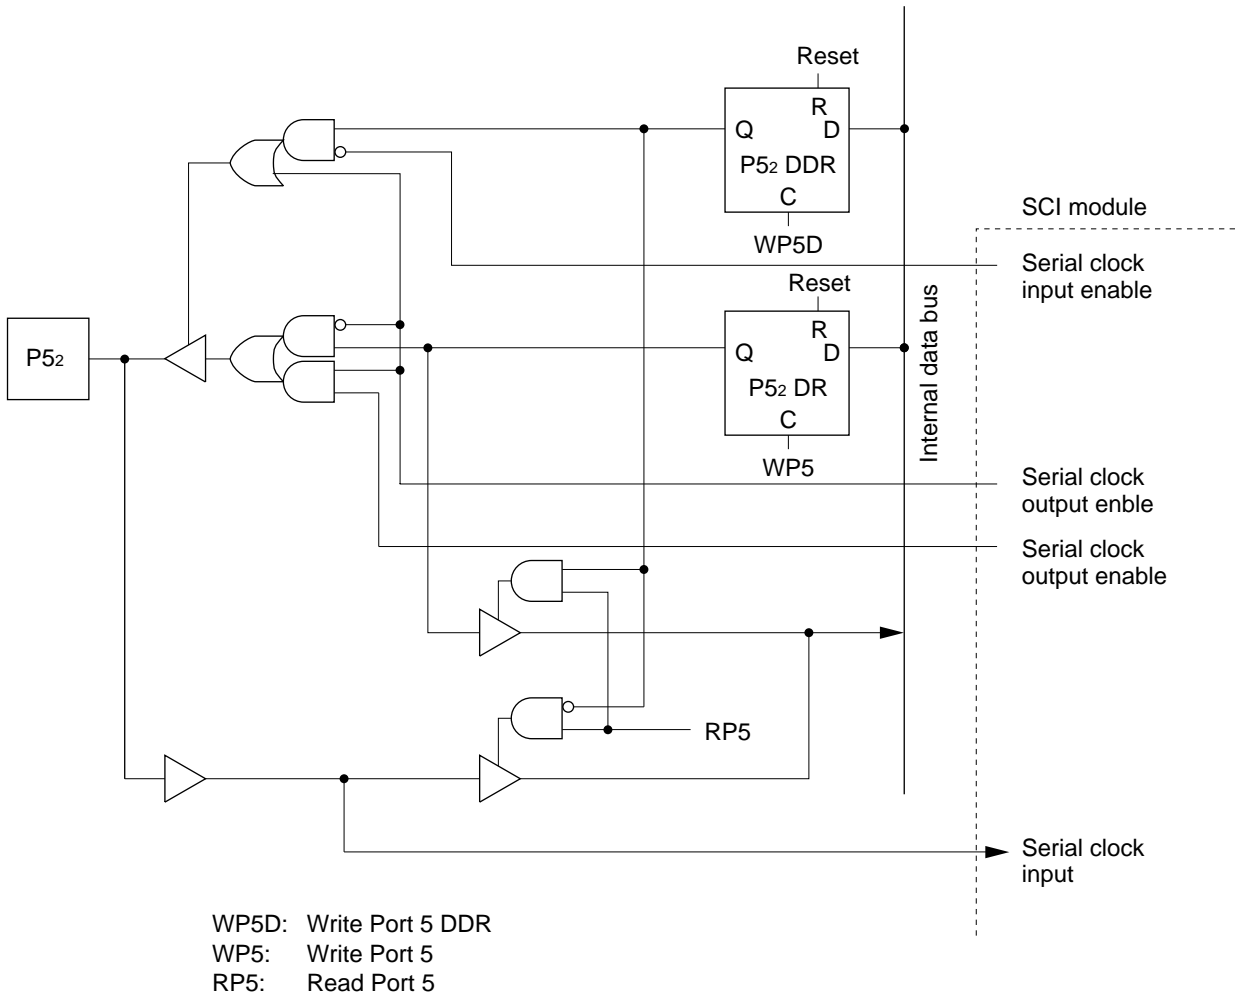 Reset
R
Q
D
P5₂ DDR
C
WP5D
SCI module
Serial clock
input enable
Reset
R
Q
D
P5₂ DR
C
WP5
Internal data bus
P5₂
Serial clock
output enble
Serial clock
output enable
RP5
Serial clock
input
WP5D: Write Port 5 DDR
WP5: Write Port 5
RP5: Read Port 5